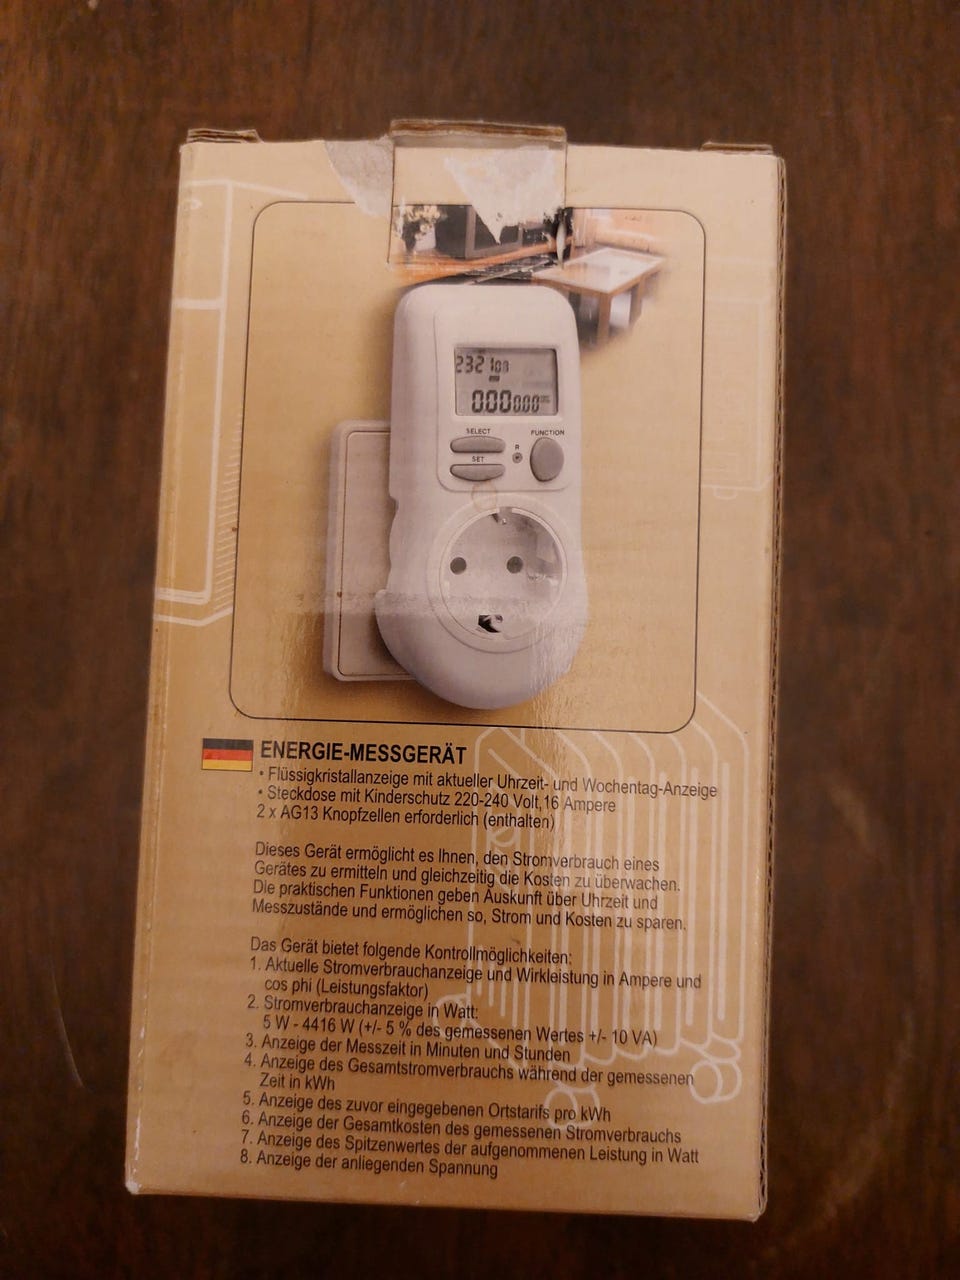 SELECT
FUNCTION
R
SET
ENERGIE-MESSGERÄT
• Flüssigkristallanzeige mit aktueller Uhrzeit- und Wochentag-Anzeige
• Steckdose mit Kinderschutz 220-240 Volt,16 Ampere
2 x AG13 Knopfzellen erforderlich (enthalten)
Dieses Gerät ermöglicht es Ihnen, den Stromverbrauch eines
Gerätes zu ermitteln und gleichzeitig die Kosten zu überwachen.
Die praktischen Funktionen geben Auskunft über Uhrzeit und
Messzustände und ermöglichen so, Strom und Kosten zu sparen.
Das Gerät bietet folgende Kontrollmöglichkeiten:
1. Aktuelle Stromverbrauchanzeige und Wirkleistung in Ampere und
cos phi (Leistungsfaktor)
2. Stromverbrauchanzeige in Watt:
5 W - 4416 W (+/- 5 % des gemessenen Wertes +/- 10 VA)
3. Anzeige der Messzeit in Minuten und Stunden
4. Anzeige des Gesamtstromverbrauchs während der gemessenen
Zeit in kWh
5. Anzeige des zuvor eingegebenen Ortstarifs pro kWh
6. Anzeige der Gesamtkosten des gemessenen Stromverbrauchs
7. Anzeige des Spitzenwertes der aufgenommenen Leistung in Watt
8. Anzeige der anliegenden Spannung